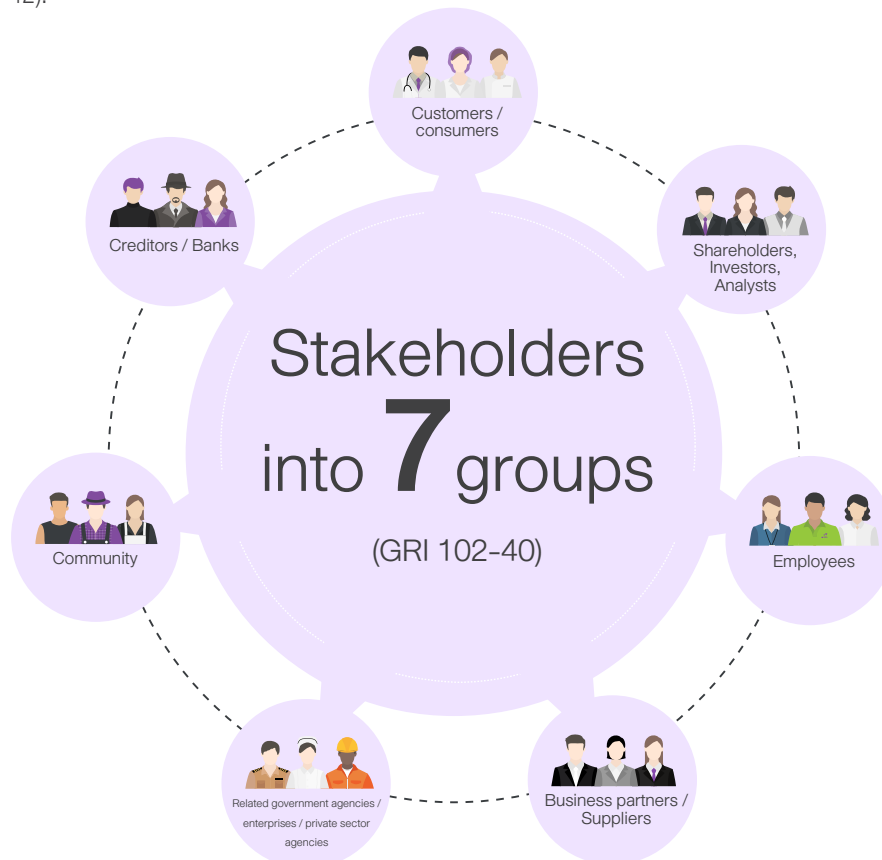 42).
Customers /
consumers
Shareholders,
Investors,
Analysts
Employees
Business partners /
Suppliers
Related government agencies /
enterprises / private sector
agencies
Community
Creditors / Banks
Stakeholders
into 7 groups
(GRI 102-40)